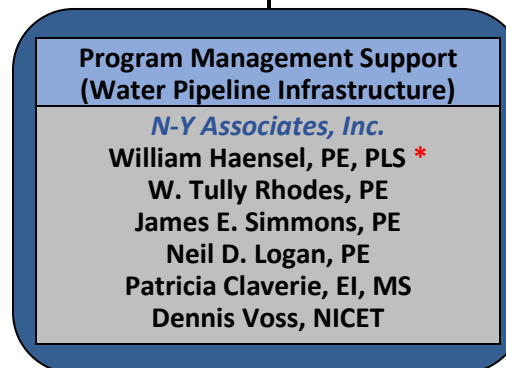 Program Management Support
(Water Pipeline Infrastructure)
N-Y Associates, Inc.
William Haensel, PE, PLS *
W. Tully Rhodes, PE
James E. Simmons, PE
Neil D. Logan, PE
Patricia Claverie, EI, MS
Dennis Voss, NICET